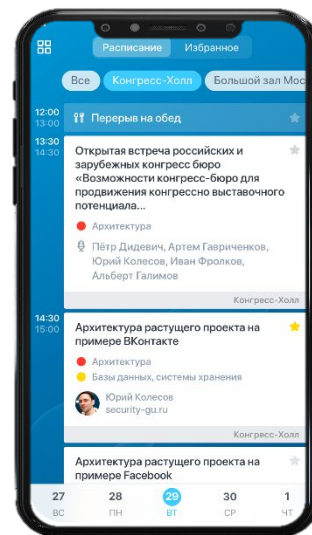 Расписание Избранное
Все Конгресс-Холл Большой зал Мос
12:00
13:00
Перерыв на обед
13:30
14:30
Открытая встреча российских и
зарубежных конгресс бюро
«Возможности конгресс-бюро для
продвижения конгрессно выставочного
потенциала...
Архитектура
Пётр Дидевич, Артем Гавриченков,
Юрий Колесов, Иван Фролков,
Альберт Галимов
Конгресс-Холл
14:30
15:00
Архитектура растущего проекта на
примере ВКонтакте
Архитектура
Базы данных, системы хранения
Юрий Колесов
security-gu.ru
Конгресс-Холл
Архитектура растущего проекта на
примере Facebook
27 28 29 30 1
ВС ПН ВТ СР ЧТ